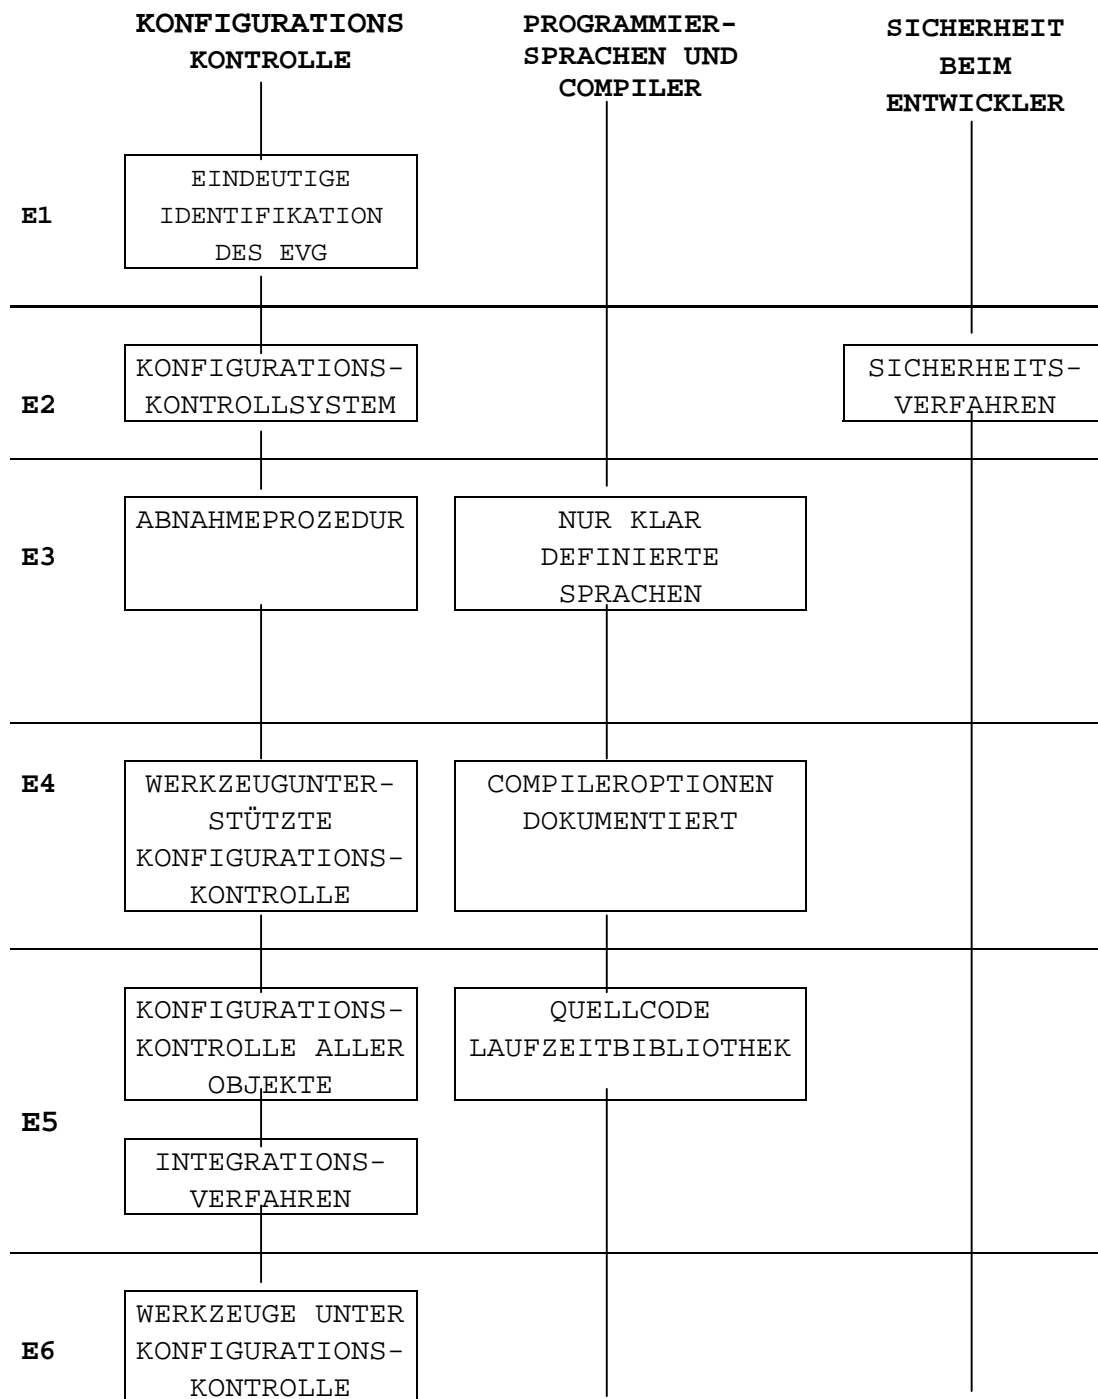 KONFIGURATIONS
KONTROLLE
PROGRAMMIER-
SPRACHEN UND
COMPILER
SICHERHEIT
BEIM
ENTWICKLER
E1
EINDEUTIGE
IDENTIFIKATION
DES EVG
E2
KONFIGURATIONS-
KONTROLLSYSTEM
SICHERHEITS-
VERFAHREN
E3
ABNAHMEPROZEDUR
NUR KLAR
DEFINIERTE
SPRACHEN
E4
WERKZEUGUNTER-
STÜTZTE
KONFIGURATIONS-
KONTROLLE
COMPILEROPTIONEN
DOKUMENTIERT
E5
KONFIGURATIONS-
KONTROLLE ALLER
OBJEKTE
QUELLCODE
LAUFZEITBIBLIOTHEK
INTEGRATIONS-
VERFAHREN
E6
WERKZEUGE UNTER
KONFIGURATIONS-
KONTROLLE